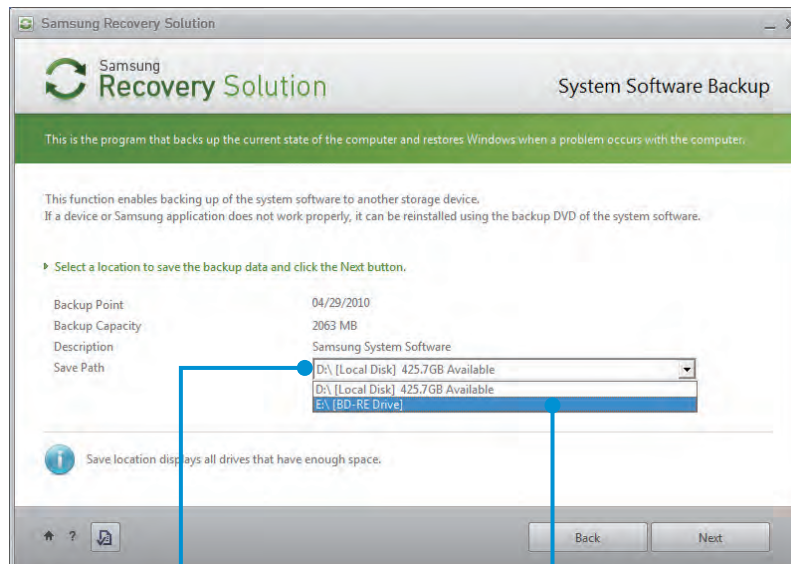 Samsung Recovery Solution
Samsung
Recovery Solution
System Software Backup
This is the program that backs up the current state of the computer and restores Windows when a problem occurs with the computer.
This function enables backing up of the system software to another storage device.
If a device or Samsung application does not work properly, it can be reinstalled using the backup DVD of the system software.
Select a location to save the backup data and click the Next button.
Backup Point 04/29/2010
Backup Capacity 2063 MB
Description Samsung System Software
Save Path D:\ [Local Disk] 425.7GB Available
D:\ [Local Disk] 425.7GB Available
E:\ [BD-RE Drive]
Save location displays all drives that have enough space.
Back Next